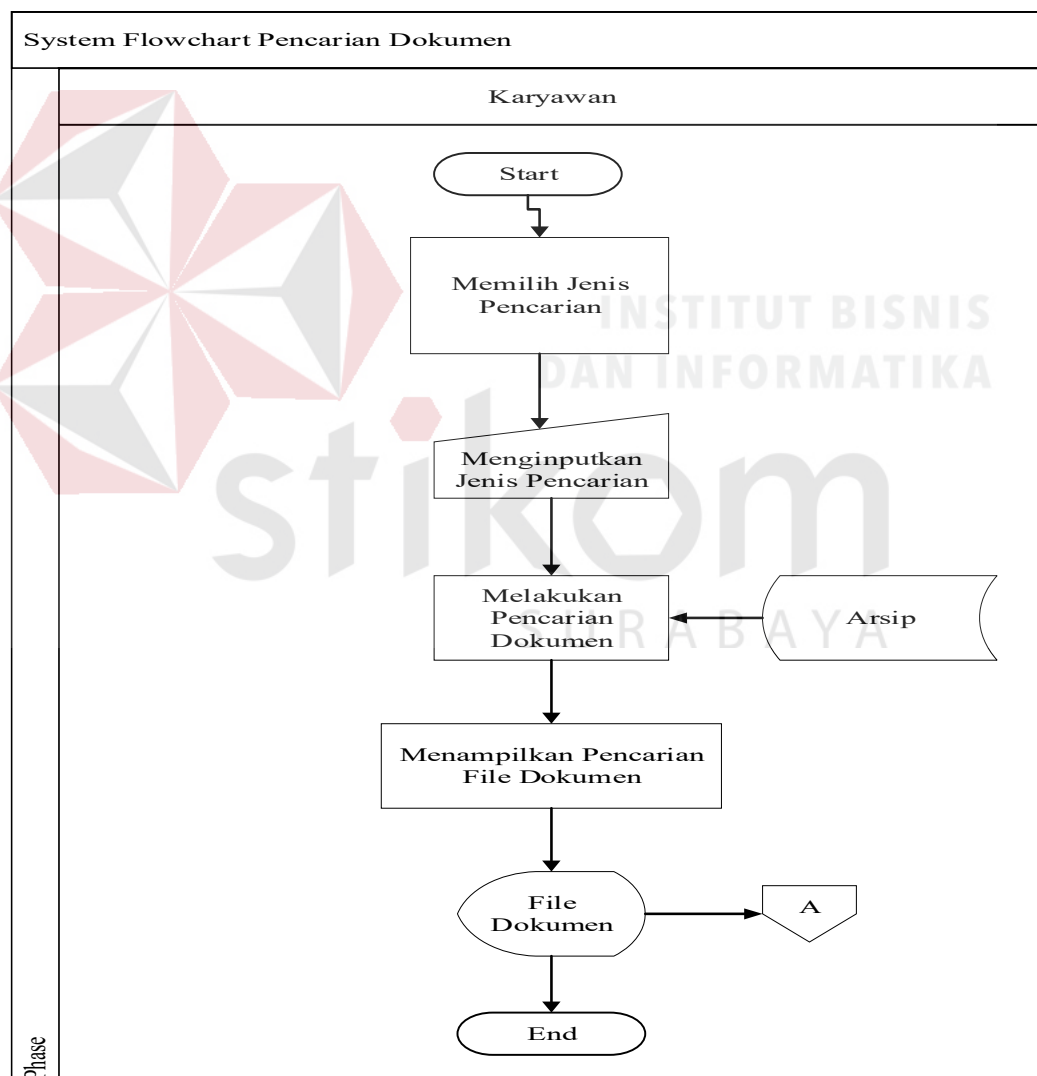 System Flowchart Pencarian Dokumen
Karyawan
Start
Memilih Jenis
Pencarian
INSTITUT BISNIS
DAN INFORMATIKA
Menginputkan
Jenis Pencarian
stikom
SURABAYA
Melakukan
Pencarian
Dokumen
Arsip
Menampilkan Pencarian
File Dokumen
File
Dokumen
A
End
Phase